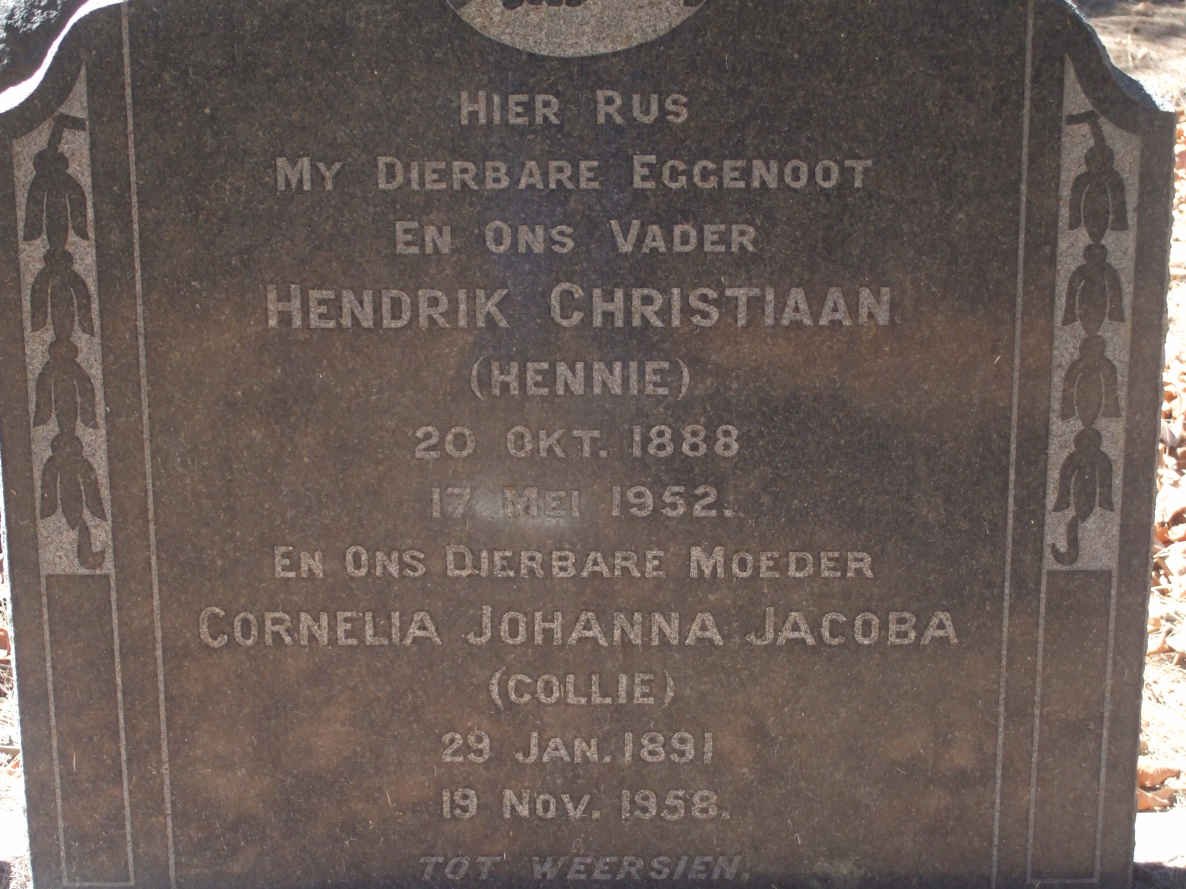 HIER RUS
MY DIERBARE EGGENOOT
EN ONS VADER
HENDRIK CHRISTIAAN
(HENNIE)
20 OKT. 1888
17 MEI 1952.
EN ONS DIERBARE MOEDER
CORNELIA JOHANNA JACOBA
(COLLIE)
29 JAN. 1891
19 NOV. 1958.
TOT WEERSIEN.